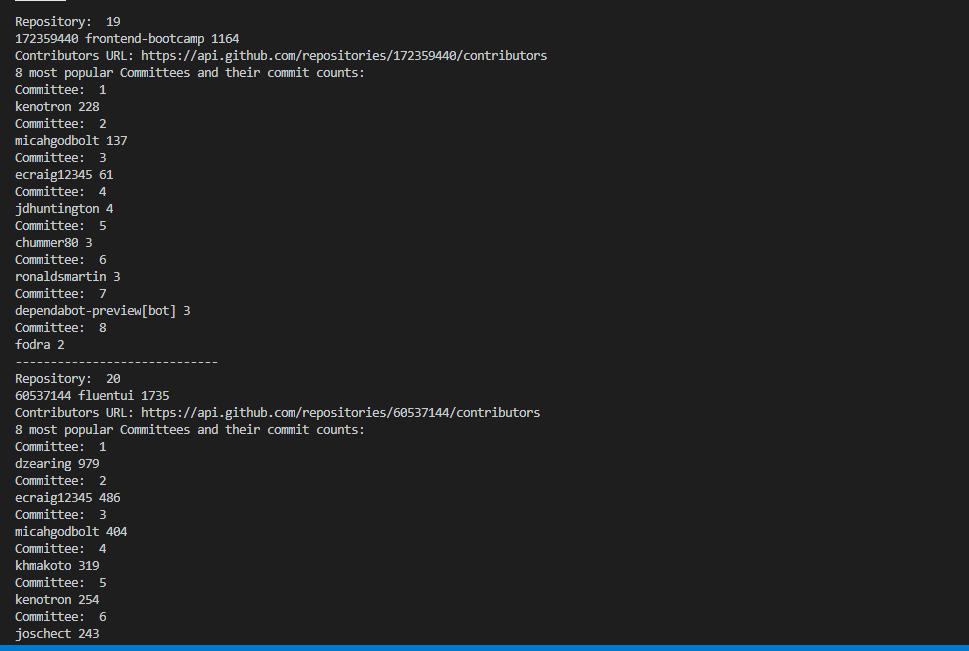 Repository:  19
172359440 frontend-bootcamp 1164
Contributors URL: https://api.github.com/repositories/172359440/contributors
8 most popular Committees and their commit counts:
Committee:  1
kenotron 228
Committee:  2
micahgodbolt 137
Committee:  3
ecraig12345 61
Committee:  4
jdhuntington 4
Committee:  5
chummer80 3
Committee:  6
ronaldsmartin 3
Committee:  7
dependabot-preview[bot] 3
Committee:  8
fodra 2
-----------------------------
Repository:  20
60537144 fluentui 1735
Contributors URL: https://api.github.com/repositories/60537144/contributors
8 most popular Committees and their commit counts:
Committee:  1
dzearing 979
Committee:  2
ecraig12345 486
Committee:  3
micahgodbolt 404
Committee:  4
khmakoto 319
Committee:  5
kenotron 254
Committee:  6
joschect 243